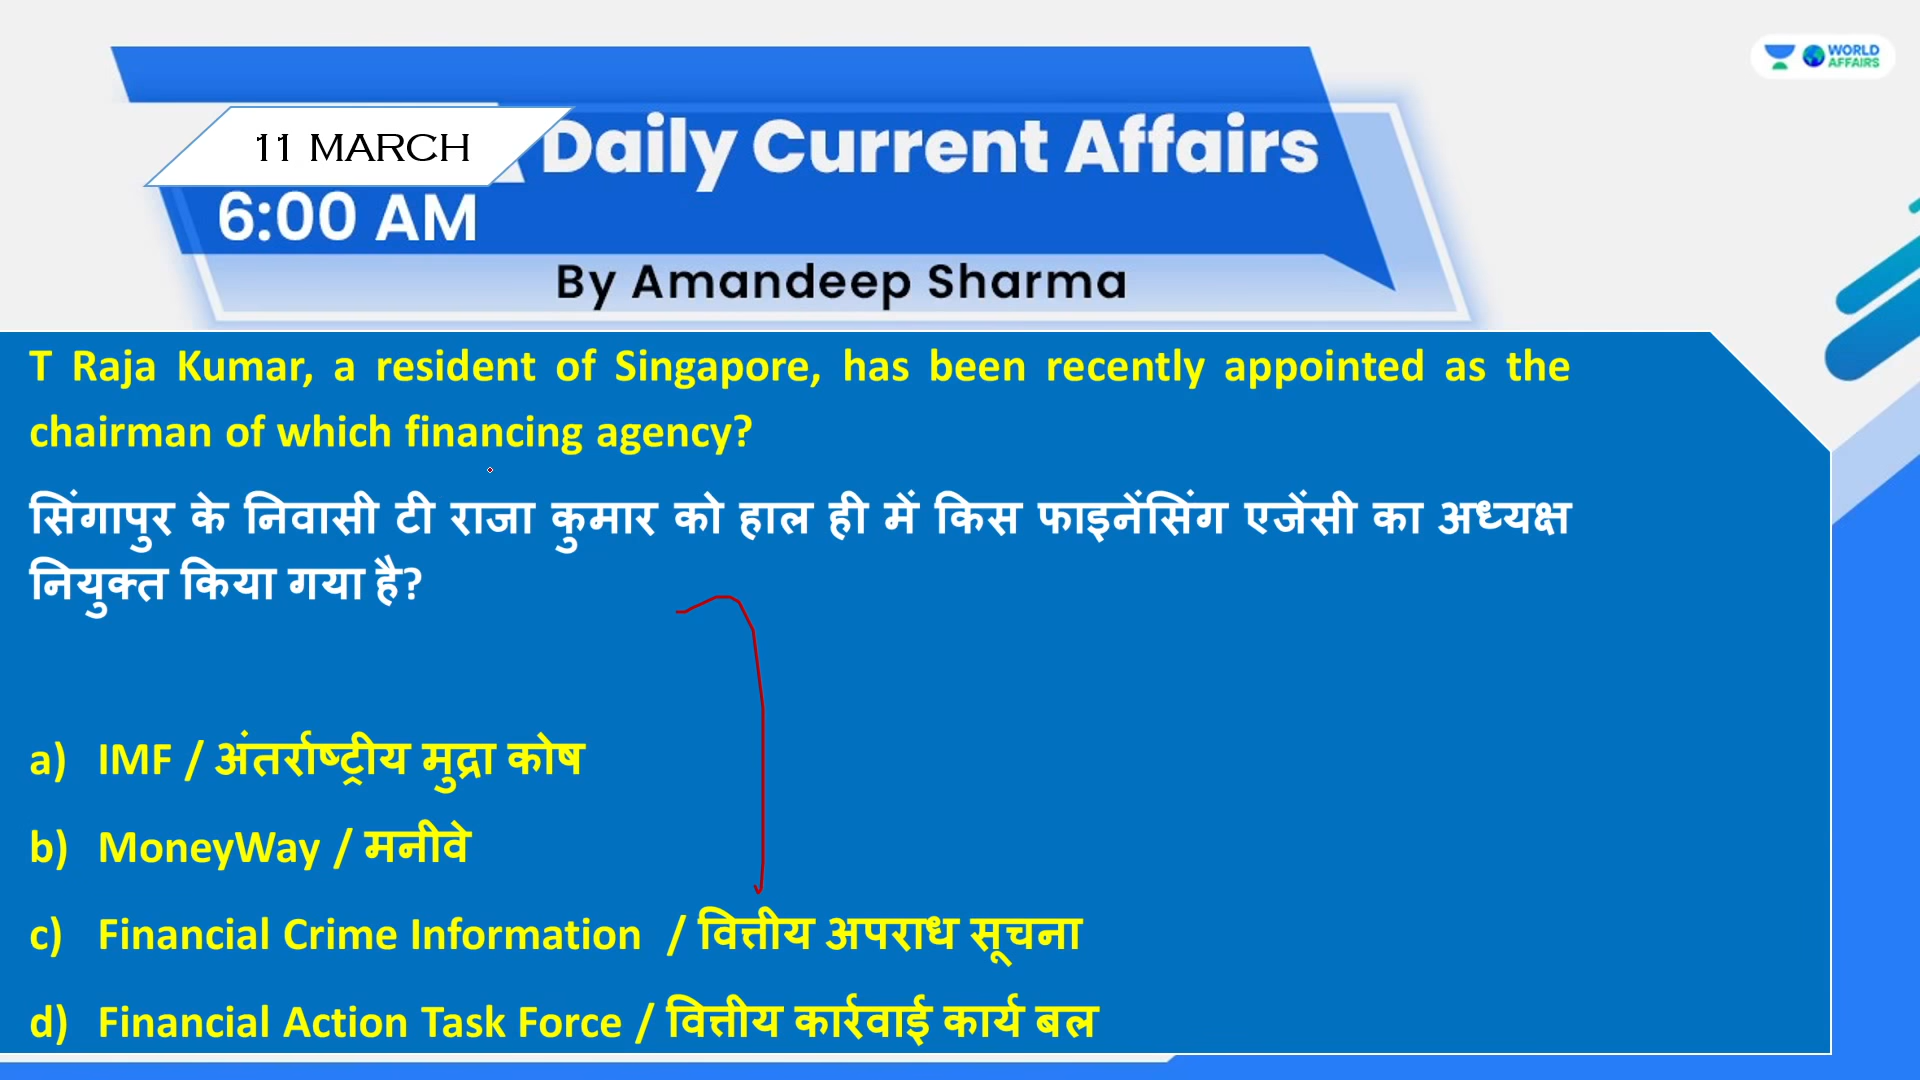 WORLD
AFFAIRS
11 MARCH
Daily Current Affairs
6:00 AM
By Amandeep Sharma
T Raja Kumar, a resident of Singapore, has been recently appointed as the
chairman of which financing agency?
सिंगापुर के निवासी टी राजा कुमार को हाल ही में किस फाइनेंसिंग एजेंसी का अध्यक्ष
नियुक्त किया गया है?
a) IMF / अंतर्राष्ट्रीय मुद्रा कोष
b) MoneyWay / मनीवे
c) Financial Crime Information / वित्तीय अपराध सूचना
d) Financial Action Task Force / वित्तीय कार्रवाई कार्य बल